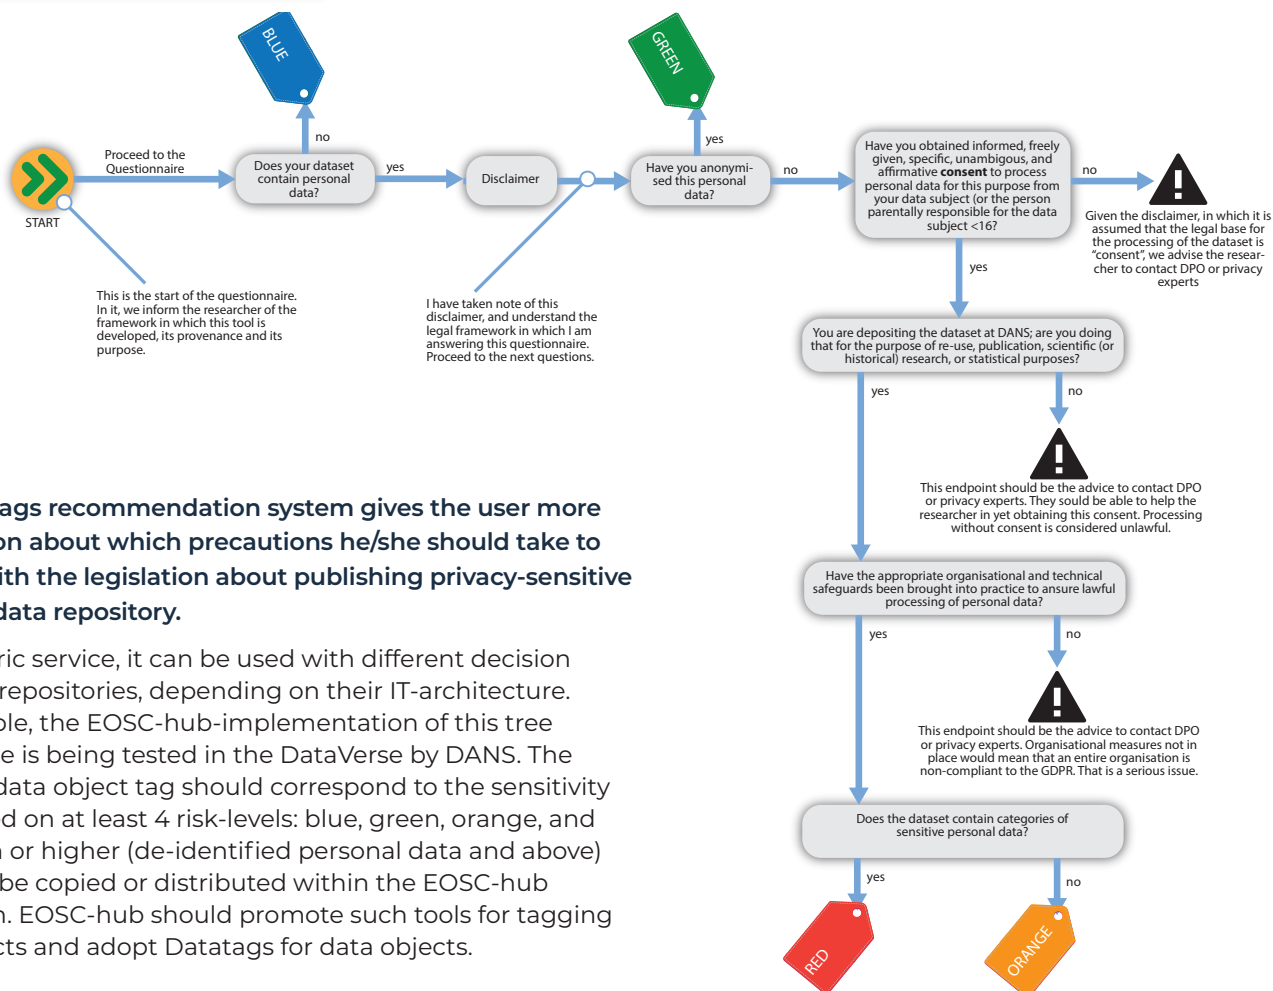 BLUE
GREEN
no
yes
Proceed to the
Questionnaire
START
Does your dataset
contain personal
data?
yes
Disclaimer
Have you anonymi-
sed this personal
data?
no
Have you obtained informed, freely
given, specific, unambigous, and
affirmative consent to process
personal data for this purpose from
your data subject (or the person
parentally responsible for the data
subject <16?
no
Given the disclaimer, in which it is
assumed that the legal base for
the processing of the dataset is
“consent”, we advise the resear-
cher to contact DPO or privacy
experts
yes
This is the start of the questionnaire.
In it, we inform the researcher of the
framework in which this tool is
developed, its provenance and its
purpose.
I have taken note of this
disclaimer, and understand the
legal framework in which I am
answering this questionnaire.
Proceed to the next questions.
You are depositing the dataset at DANS; are you doing
that for the purpose of re-use, publication, scientific (or
historical) research, or statistical purposes?
yes
no
This endpoint should be the advice to contact DPO
or privacy experts. They sould be able to help the
researcher in yet obtaining this consent. Processing
without consent is considered unlawful.
Have the appropriate organisational and technical
safeguards been brought into practice to ansure lawful
processing of personal data?
yes
no
This endpoint should be the advice to contact DPO
or privacy experts. Organisational measures not in
place would mean that an entire organisation is
non-compliant to the GDPR. That is a serious issue.
Does the dataset contain categories of
sensitive personal data?
yes
no
RED
ORANGE
ags recommendation system gives the user more
on about which precautions he/she should take to
ith the legislation about publishing privacy-sensitive
data repository.
ric service, it can be used with different decision
repositories, depending on their IT-architecture.
ple, the EOSC-hub-implementation of this tree
e is being tested in the DataVerse by DANS. The
data object tag should correspond to the sensitivity
ed on at least 4 risk-levels: blue, green, orange, and
n or higher (de-identified personal data and above)
be copied or distributed within the EOSC-hub
n. EOSC-hub should promote such tools for tagging
cts and adopt Datatags for data objects.